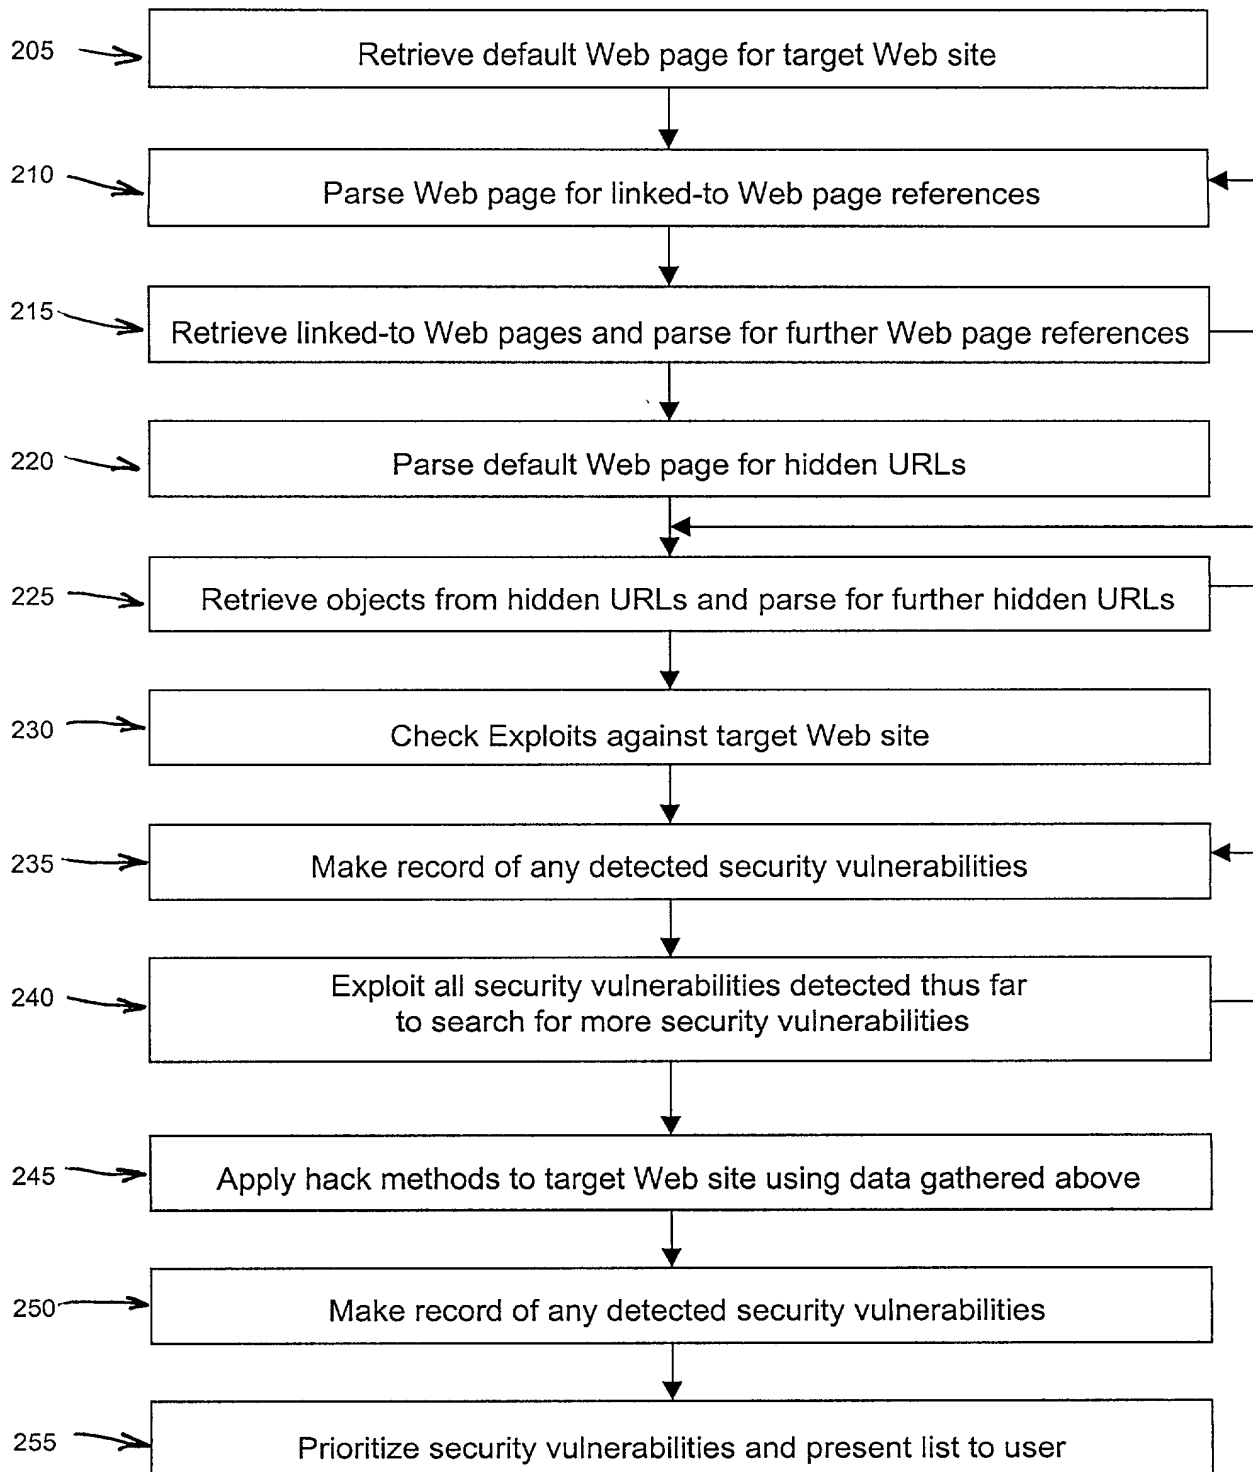 205
Retrieve default Web page for target Web site
210
Parse Web page for linked-to Web page references
215
Retrieve linked-to Web pages and parse for further Web page references
220
Parse default Web page for hidden URLs
225
Retrieve objects from hidden URLs and parse for further hidden URLs
230
Check Exploits against target Web site
235
Make record of any detected security vulnerabilities
240
Exploit all security vulnerabilities detected thus far
to search for more security vulnerabilities
245
Apply hack methods to target Web site using data gathered above
250
Make record of any detected security vulnerabilities
255
Prioritize security vulnerabilities and present list to user